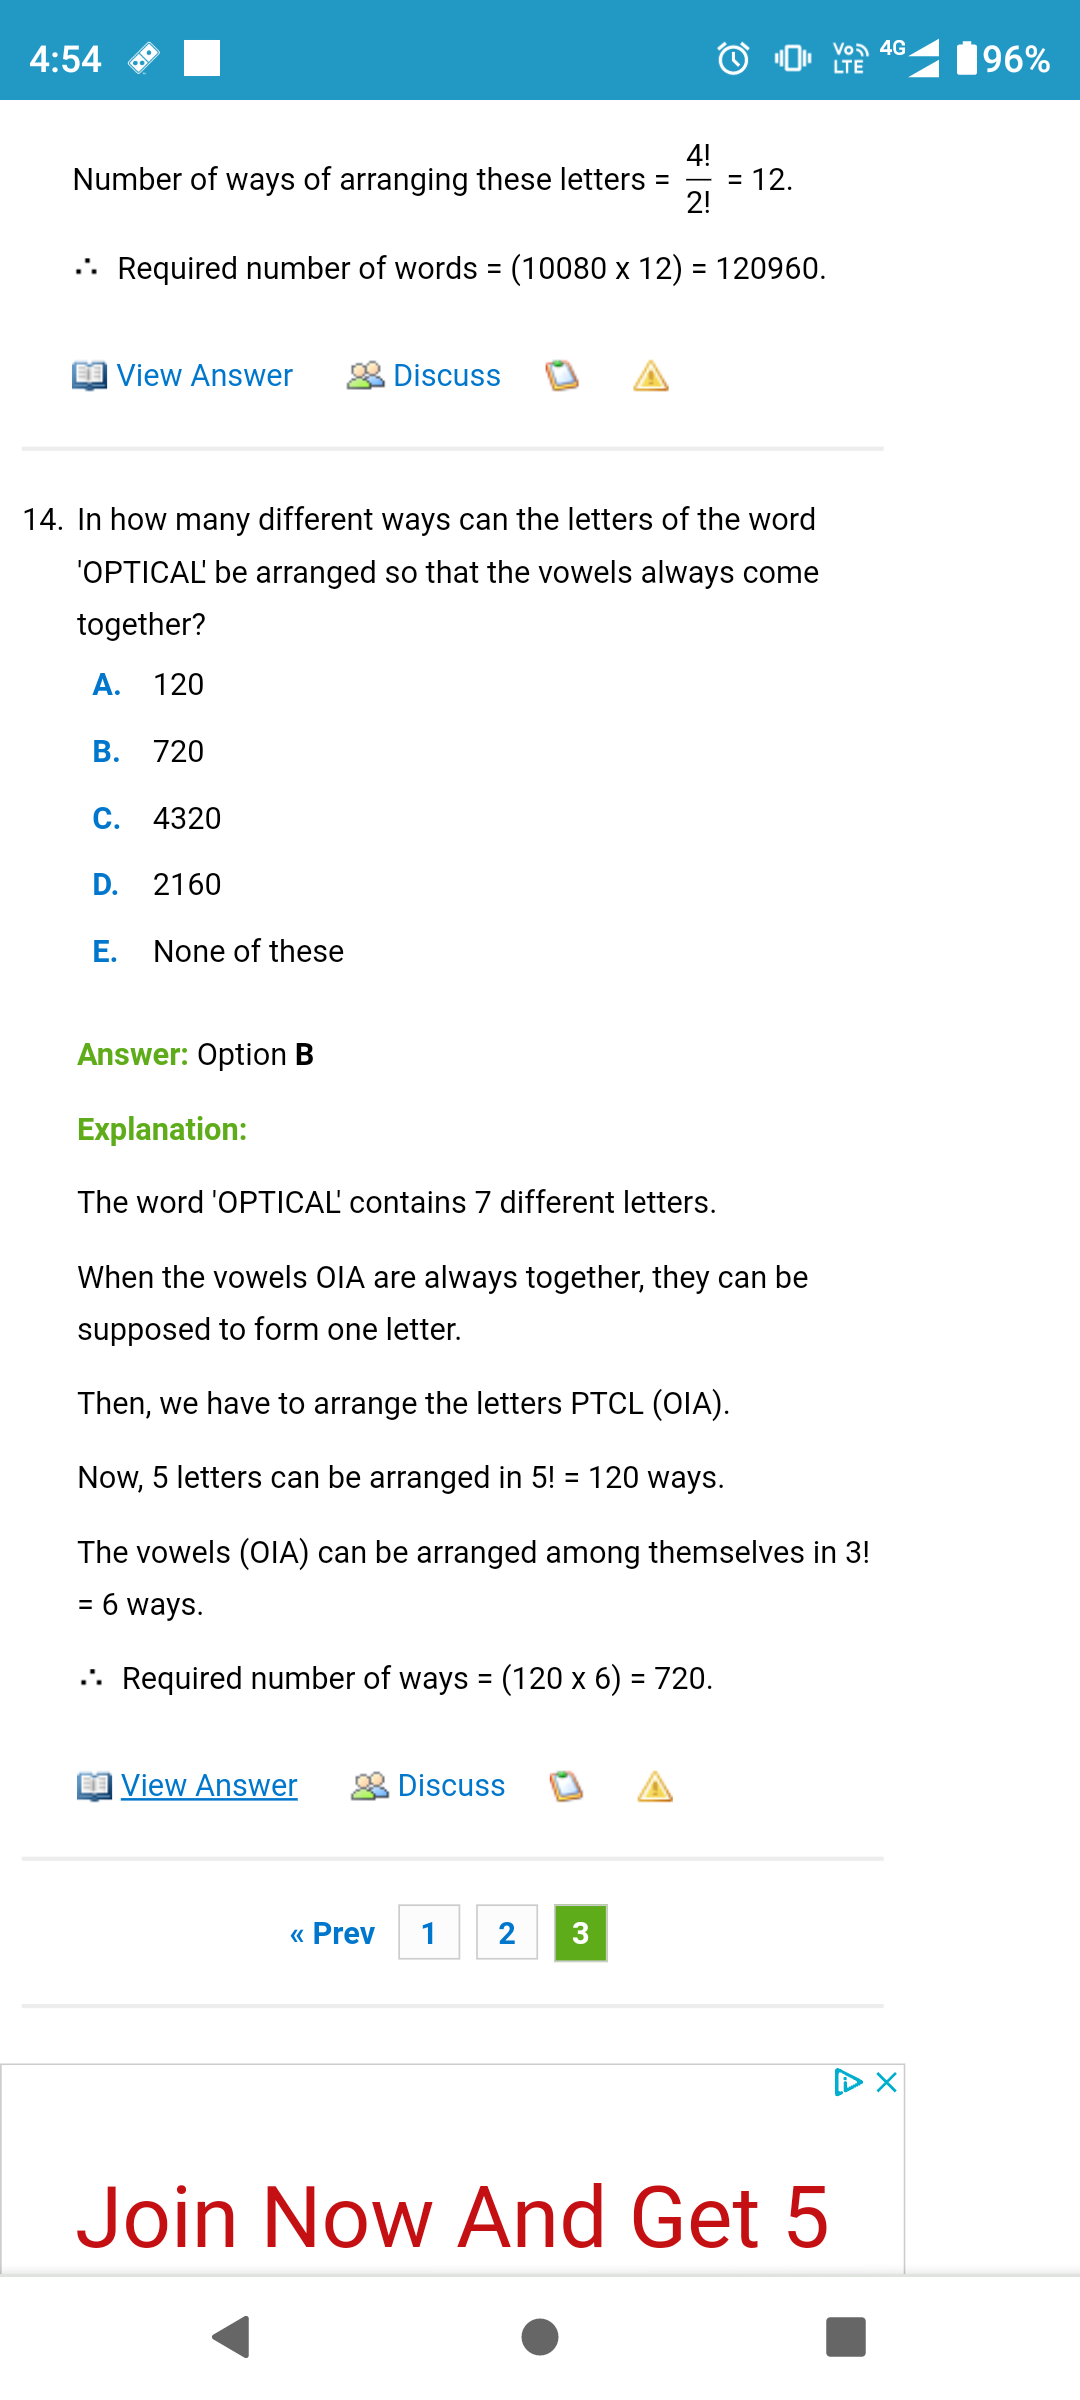 4:54 VoLTE 4G 96%
Number of ways of arranging these letters = 4!/2! = 12.
∴ Required number of words = (10080 x 12) = 120960.
View Answer Discuss
14. In how many different ways can the letters of the word
'OPTICAL' be arranged so that the vowels always come
together?
A. 120
B. 720
C. 4320
D. 2160
E. None of these
Answer: Option B
Explanation:
The word 'OPTICAL' contains 7 different letters.
When the vowels OIA are always together, they can be
supposed to form one letter.
Then, we have to arrange the letters PTCL (OIA).
Now, 5 letters can be arranged in 5! = 120 ways.
The vowels (OIA) can be arranged among themselves in 3!
= 6 ways.
∴ Required number of ways = (120 x 6) = 720.
View Answer Discuss
« Prev 1 2 3
Join Now And Get 5